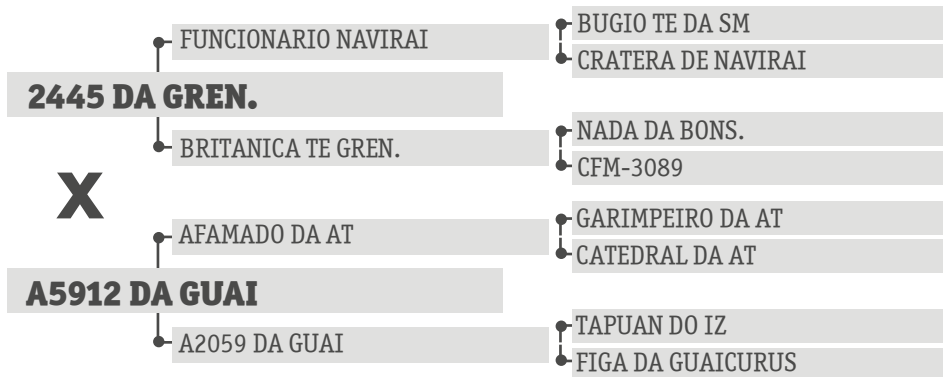 FUNCIONARIO NAVIRAI
BUGIO TE DA SM
CRATERA DE NAVIRAI
2445 DA GREN.
BRITANICA TE GREN.
NADA DA BONS.
CFM-3089
X
AFAMADO DA AT
GARIMPEIRO DA AT
CATEDRAL DA AT
A5912 DA GUAI
A2059 DA GUAI
TAPUAN DO IZ
FIGA DA GUAICURUS